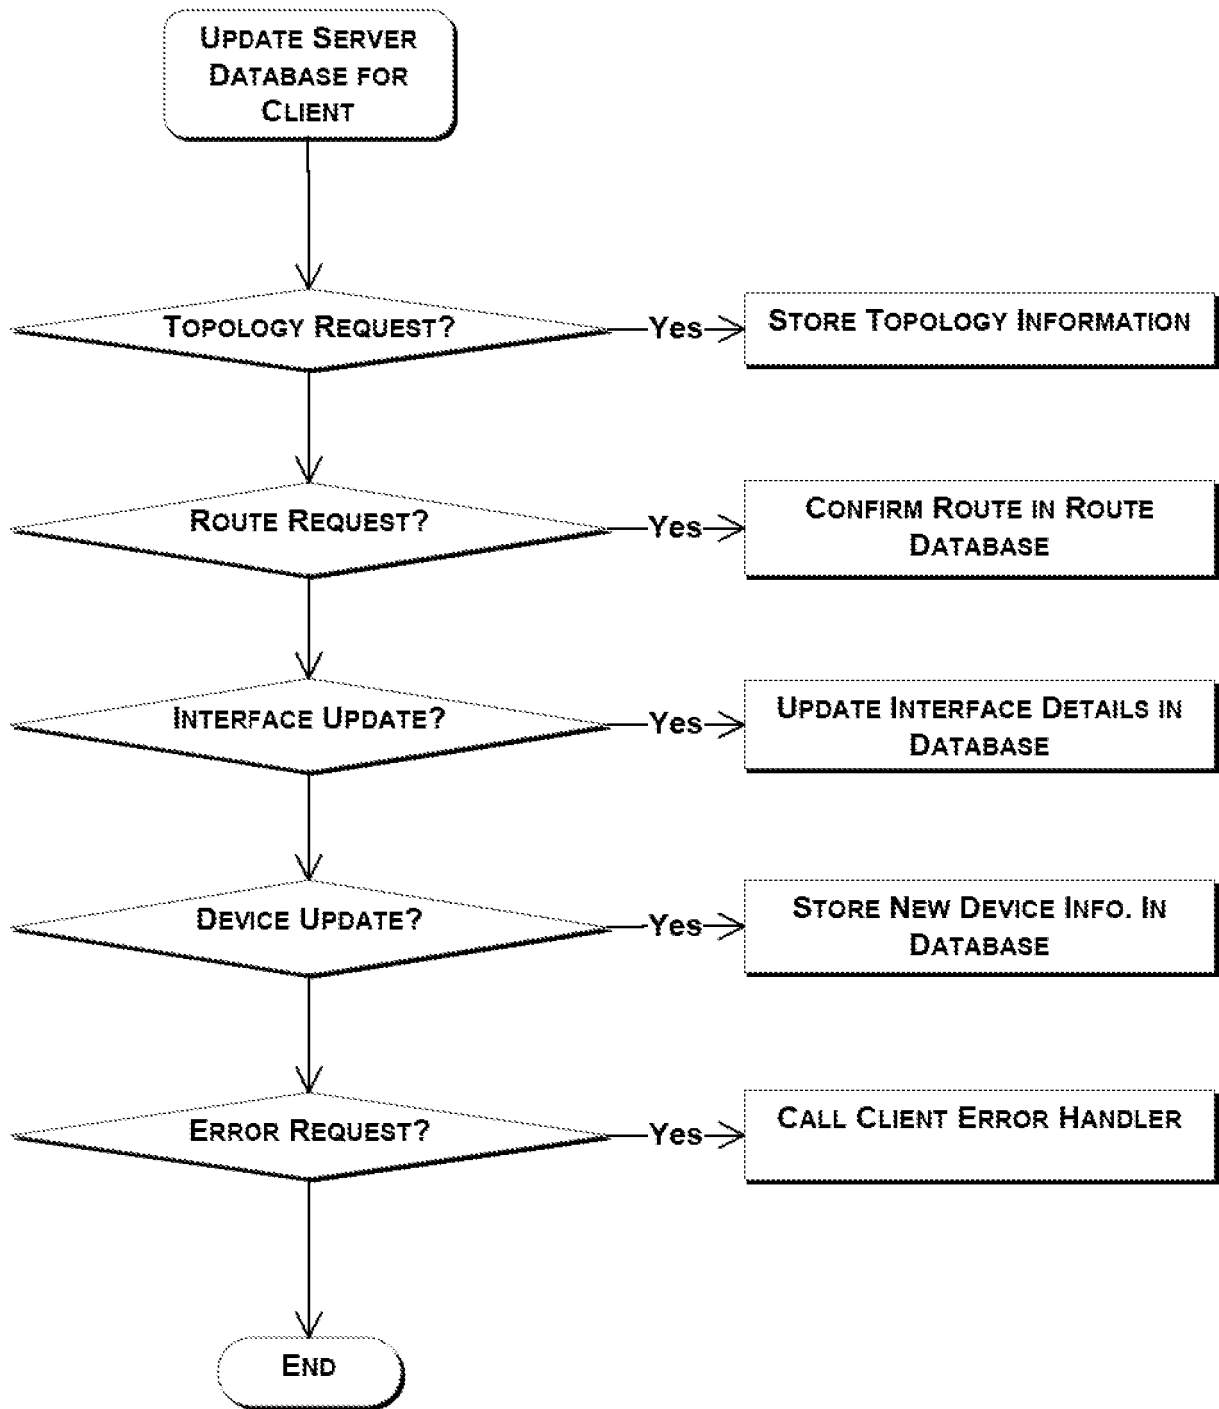 UPDATE SERVER
DATABASE FOR
CLIENT
TOPOLOGY REQUEST?
Yes
STORE TOPOLOGY INFORMATION
ROUTE REQUEST?
Yes
CONFIRM ROUTE IN ROUTE
DATABASE
INTERFACE UPDATE?
Yes
UPDATE INTERFACE DETAILS IN
DATABASE
DEVICE UPDATE?
Yes
STORE NEW DEVICE INFO. IN
DATABASE
ERROR REQUEST?
Yes
CALL CLIENT ERROR HANDLER
END